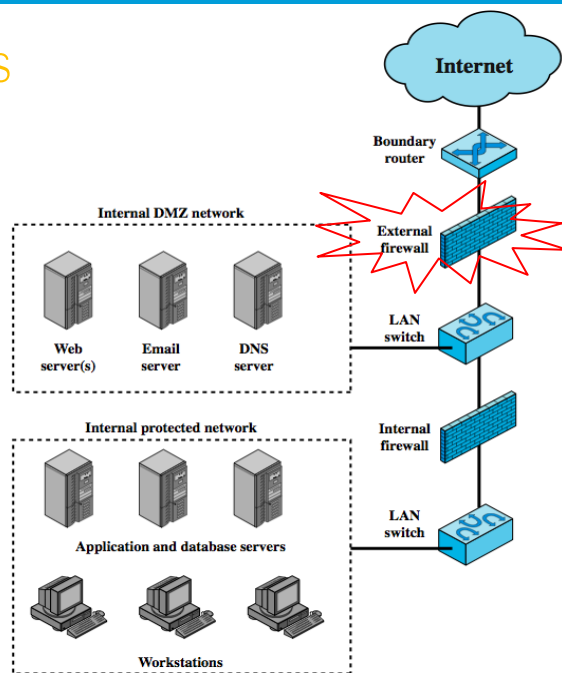 s
Internet
Boundary
router
Internal DMZ network
External
firewall
Web
server(s)
Email
server
DNS
server
LAN
switch
Internal protected network
Internal
firewall
Application and database servers
LAN
switch
Workstations